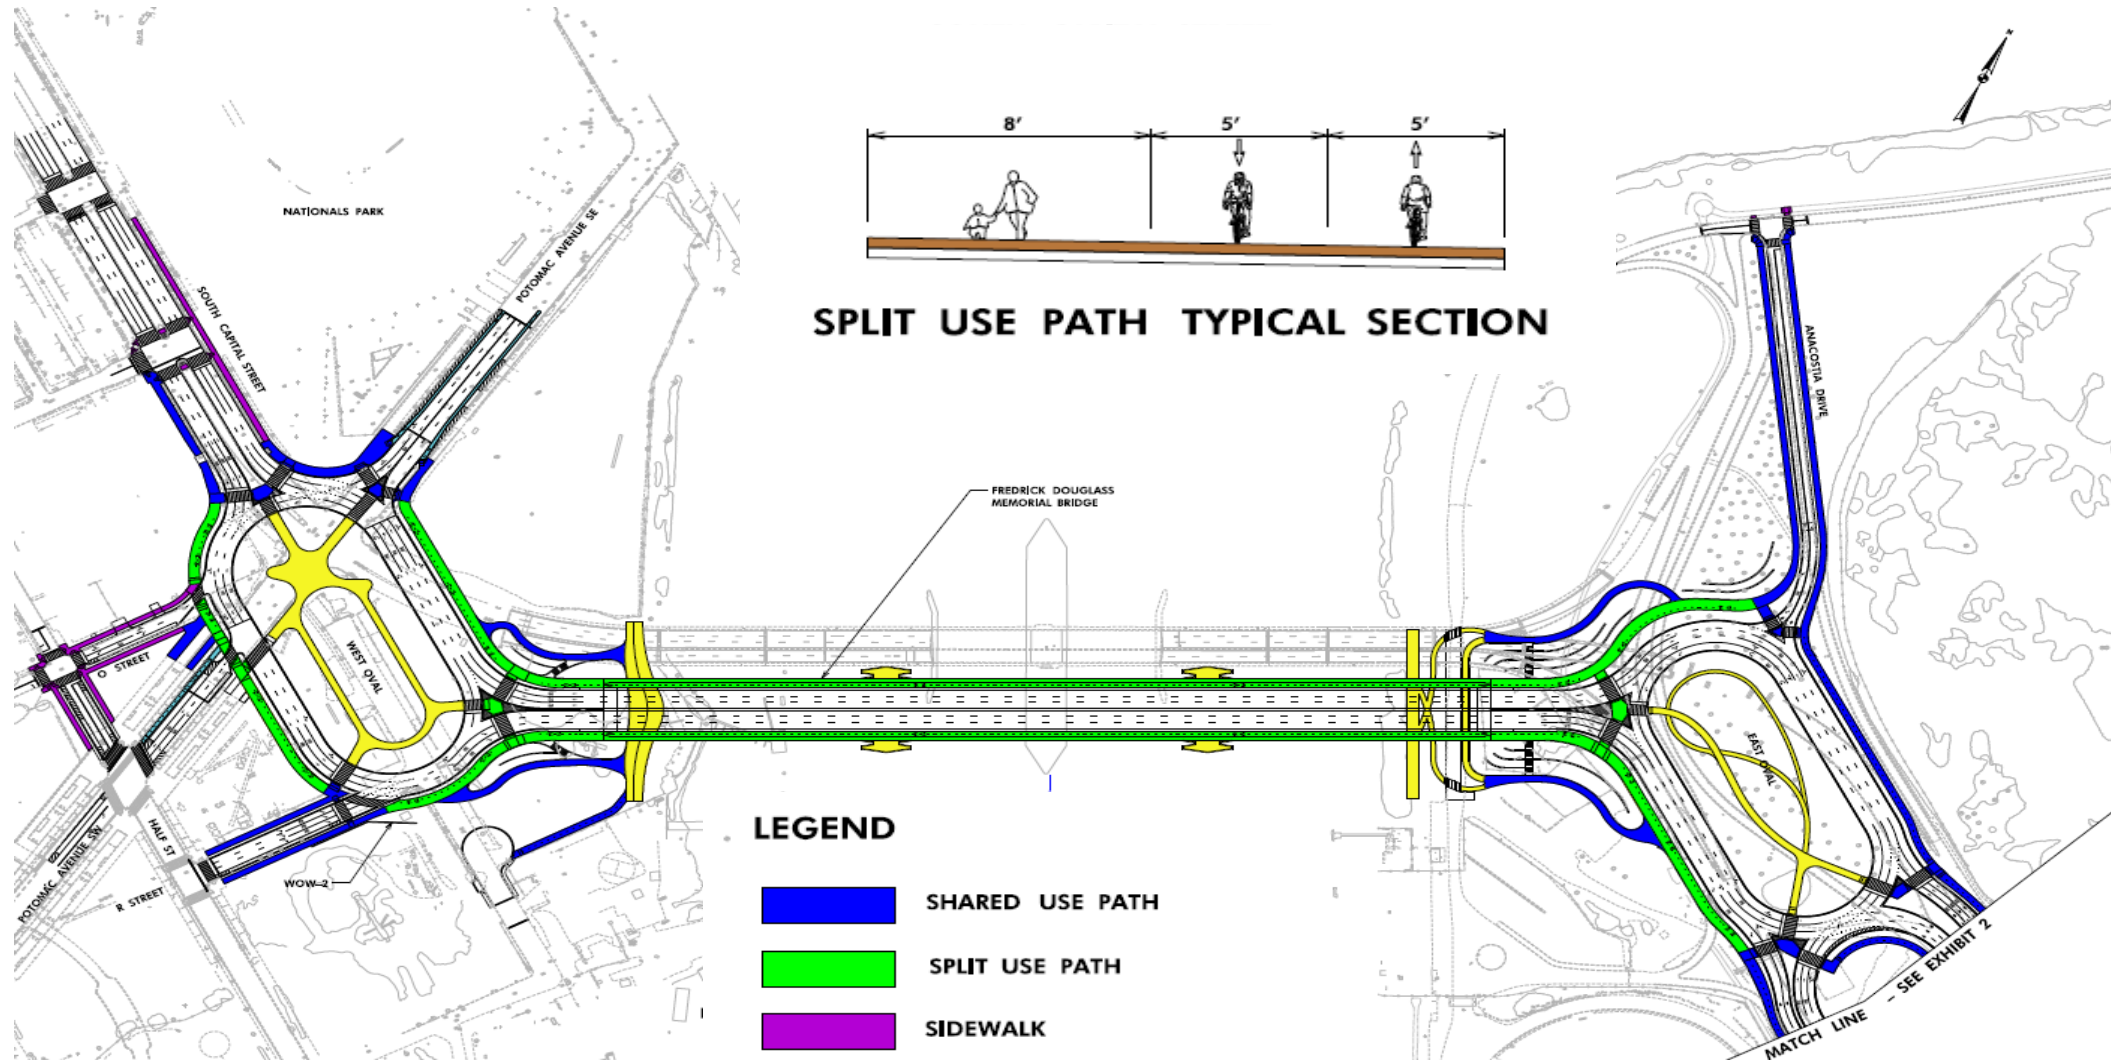 N
8'
5'
5'
NATIONALS PARK
POTOMAC AVENUE SE
SOUTH CAPITAL STREET
SPLIT USE PATH TYPICAL SECTION
ANACOSTIA DRIVE
FREDRICK DOUGLASS
MEMORIAL BRIDGE
WEST OVAL
O STREET
EAST OVAL
HALF ST
POTOMAC AVENUE SW
R STREET
WOW-2
LEGEND
SHARED USE PATH
SPLIT USE PATH
SIDEWALK
MATCH LINE - SEE EXHIBIT 2